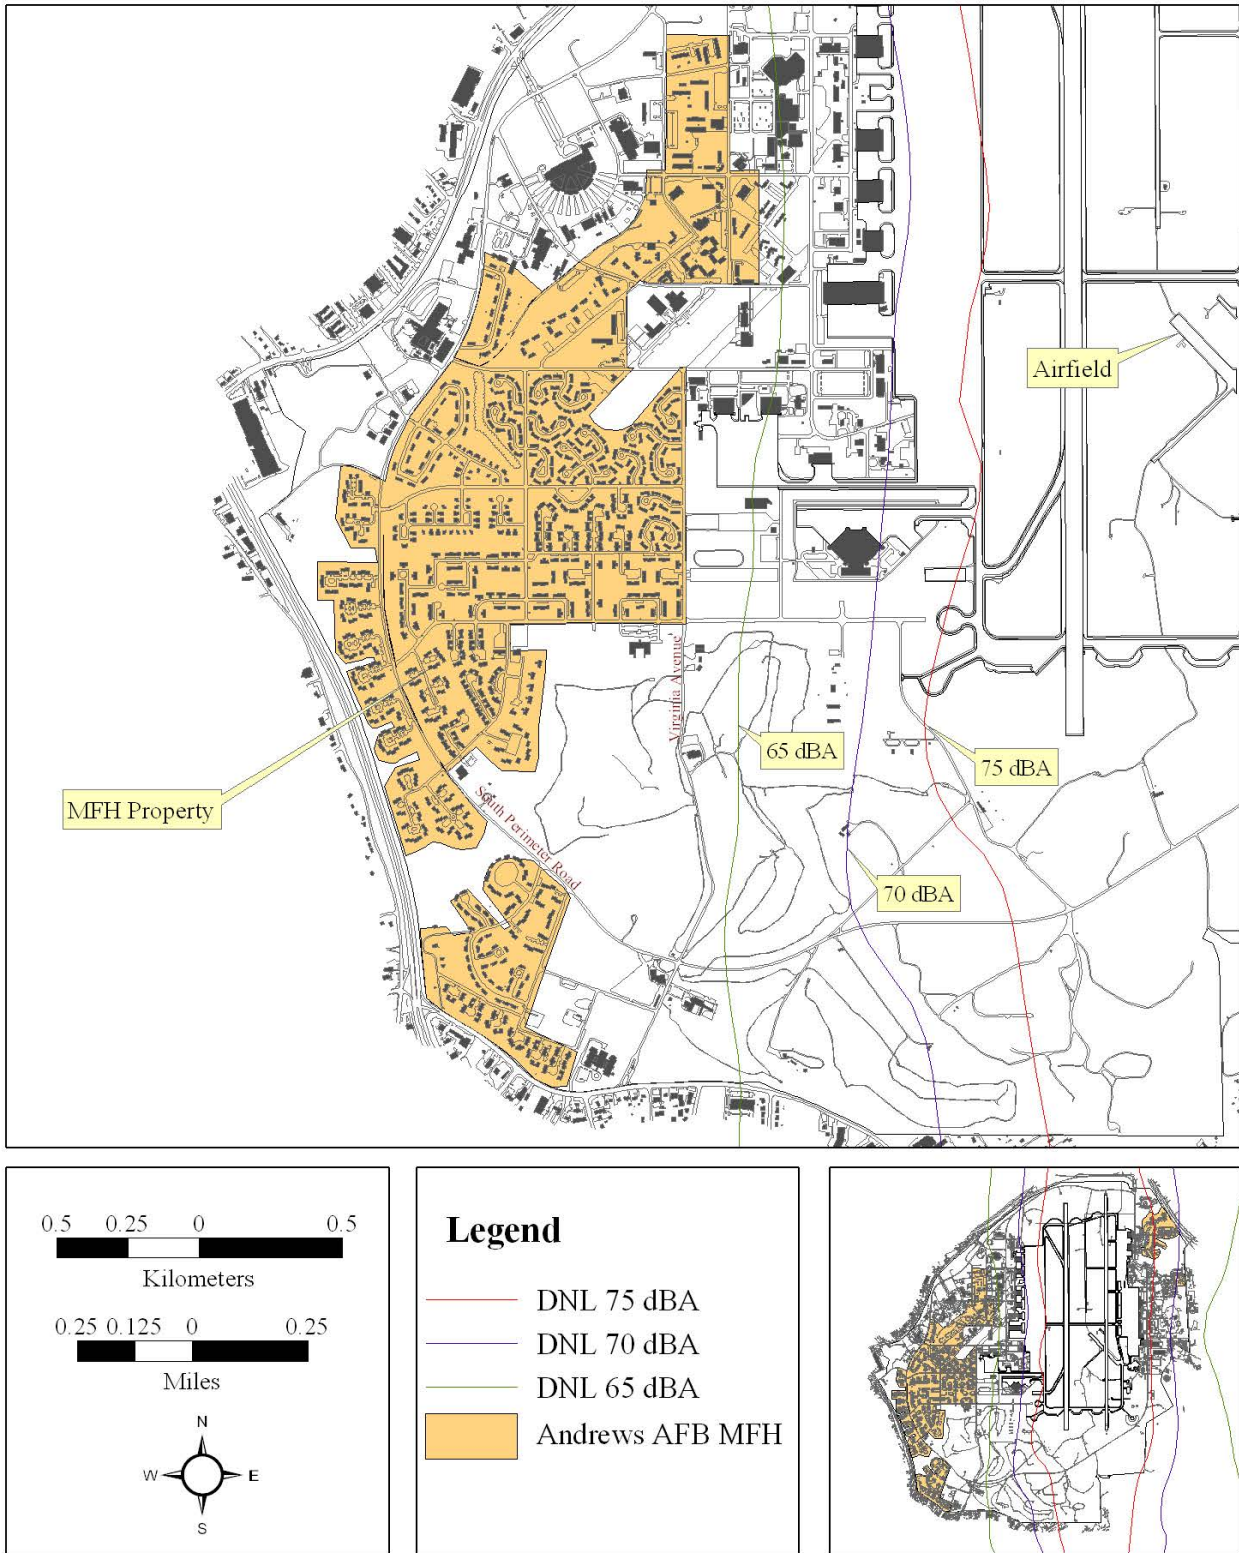 Airfield
Virginia Avenue
65 dBA
75 dBA
MFH Property
South Perimeter Road
70 dBA
0.5 0.25 0 0.5
Kilometers
0.25 0.125 0 0.25
Miles
N
W E
S
Legend
DNL 75 dBA
DNL 70 dBA
DNL 65 dBA
Andrews AFB MFH